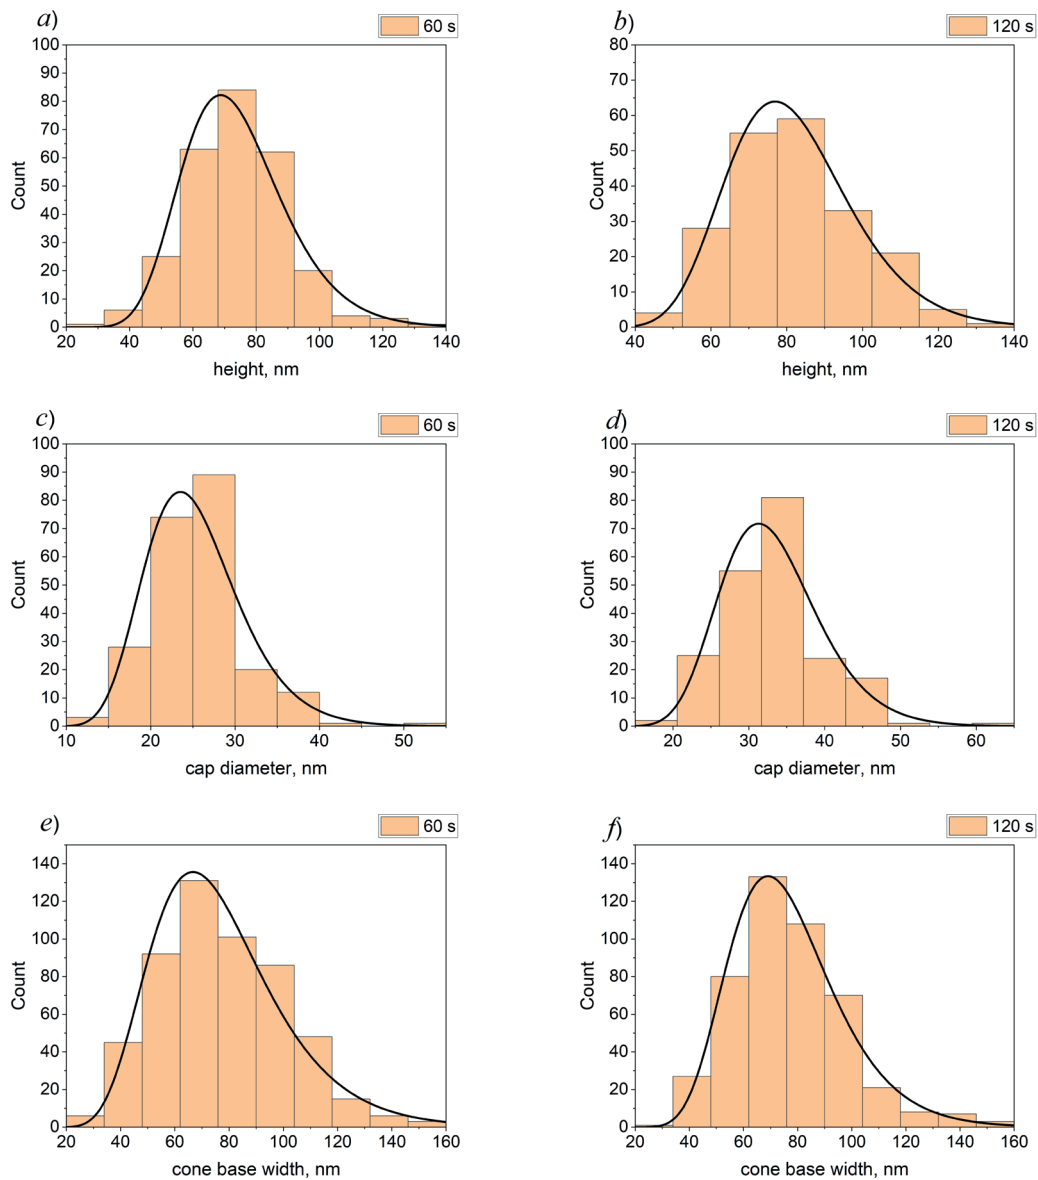 a)
60 s
100
90
80
70
60
50
40
30
20
10
0
Count
20 40 60 80 100 120 140
height, nm
b)
120 s
80
70
60
50
40
30
20
10
0
Count
40 60 80 100 120 140
height, nm
c)
60 s
100
90
80
70
60
50
40
30
20
10
0
Count
10 20 30 40 50
cap diameter, nm
d)
120 s
100
90
80
70
60
50
40
30
20
10
0
Count
20 30 40 50 60
cap diameter, nm
e)
60 s
140
120
100
80
60
40
20
0
Count
20 40 60 80 100 120 140 160
cone base width, nm
f)
120 s
140
120
100
80
60
40
20
0
Count
20 40 60 80 100 120 140 160
cone base width, nm